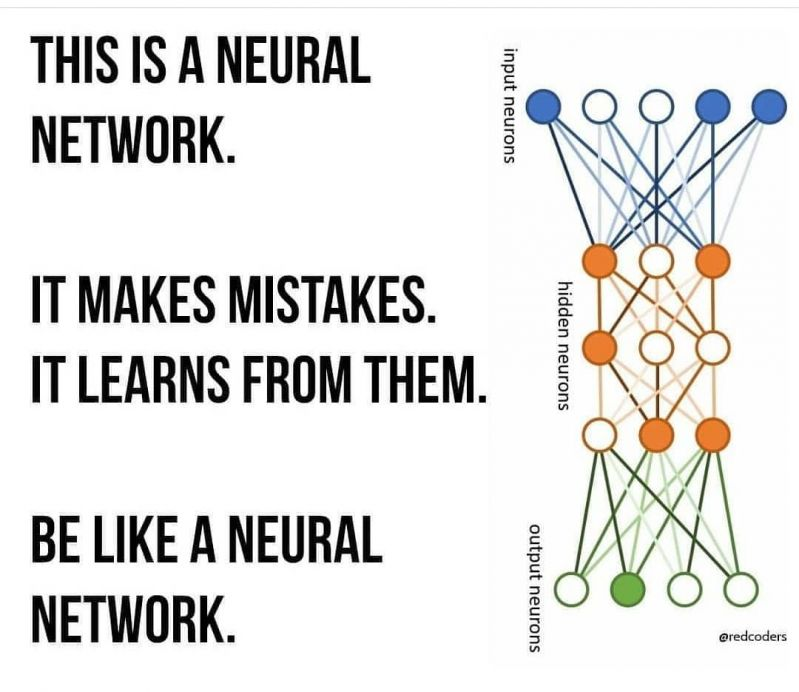 THIS IS A NEURAL
NETWORK.
IT MAKES MISTAKES.
IT LEARNS FROM THEM.
BE LIKE A NEURAL
NETWORK.
input neurons
hidden neurons
output neurons
@redcoders